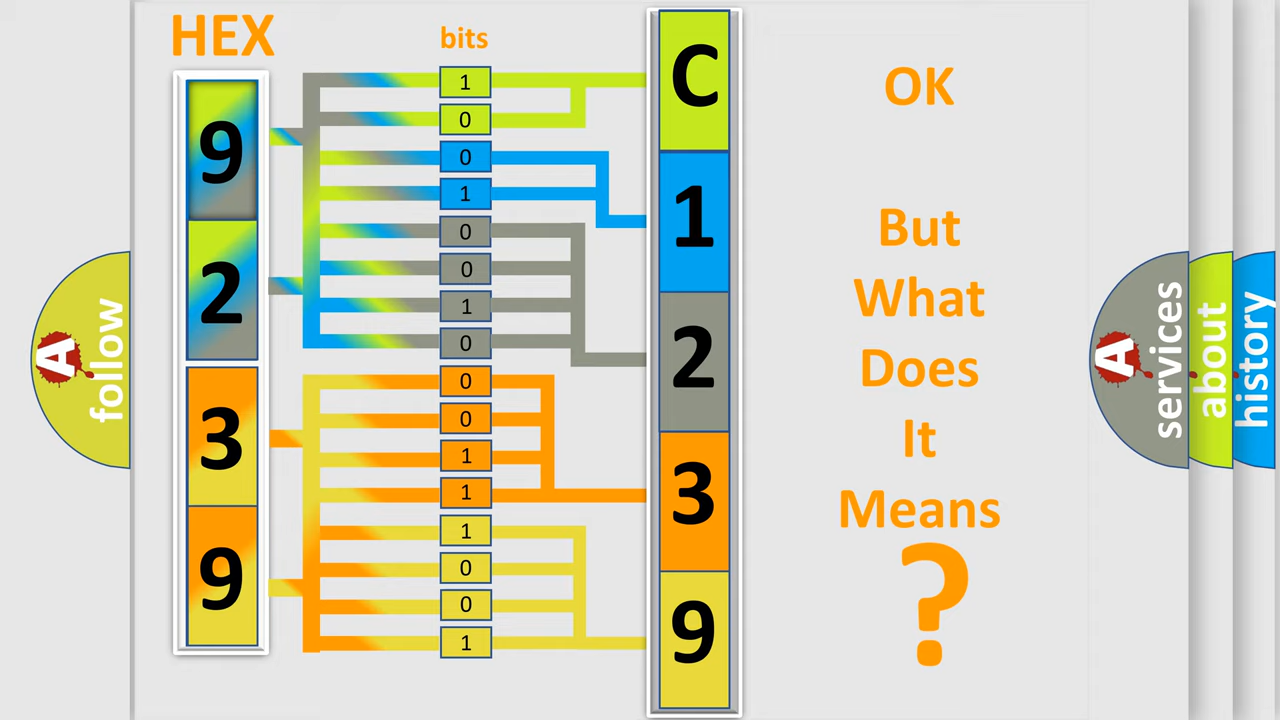 HEX
bits
9
2
3
9
1
0
0
1
0
0
1
0
0
0
1
1
1
0
0
1
C
1
2
3
9
OK
But
What
Does
It
Means
?
A
follow
A
services
about
history